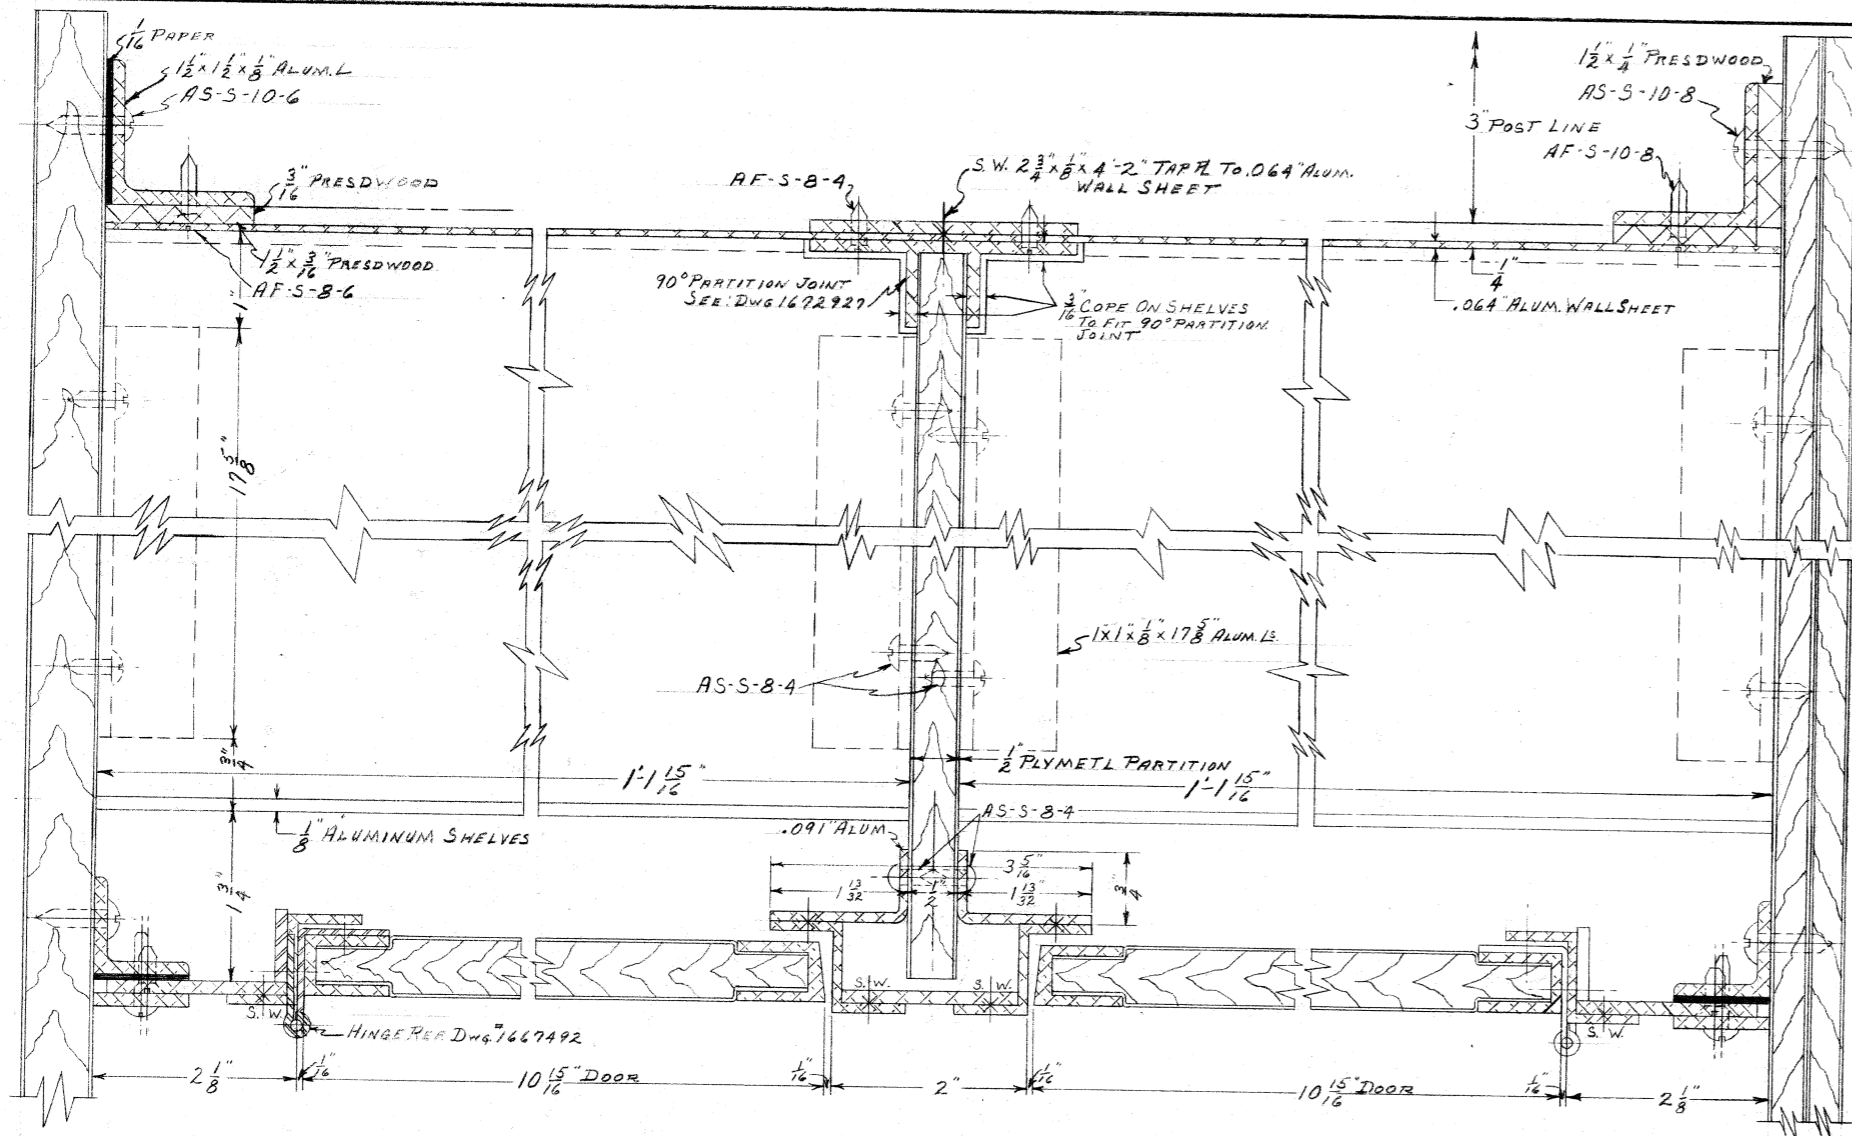 1/16 PAPER
1 1/2" x 1 1/2" x 1/8" ALUM. L
AS-S-10-6
3/16" PRESDWOOD
1 1/2" x 3/16" PRESDWOOD
AF-S-8-6
1"
AF-S-8-4
S.W. 2 3/4" x 1/8" x 4'-2" TAP PL TO .064" ALUM.
WALL SHEET
3" POST LINE
1 1/2" x 1/4" PRESDWOOD
AS-S-10-8
AF-S-10-8
1/4"
.064" ALUM. WALL SHEET
90° PARTITION JOINT
SEE: DWG 1672927
3/16" COPE ON SHELVES
TO FIT 90° PARTITION
JOINT
17 5/8"
1 x 1" x 1/8" x 17 5/8" ALUM. Ls
AS-S-8-4
3/4"
1'-1 15/16"
1/2" PLYMETL PARTITION
1'-1 15/16"
1/8" ALUMINUM SHELVES
.091" ALUM
AS-S-8-4
3 5/16"
1 13/32
1/2"
1 13/32
3/4"
1 3/4"
S. W.
S. W.
S. W.
S. W.
HINGE REF DWG #1667492
2 1/8"
1/16"
10 15/16" DOOR
1/16"
2"
1/16"
10 15/16" DOOR
1/16"
2 1/8"